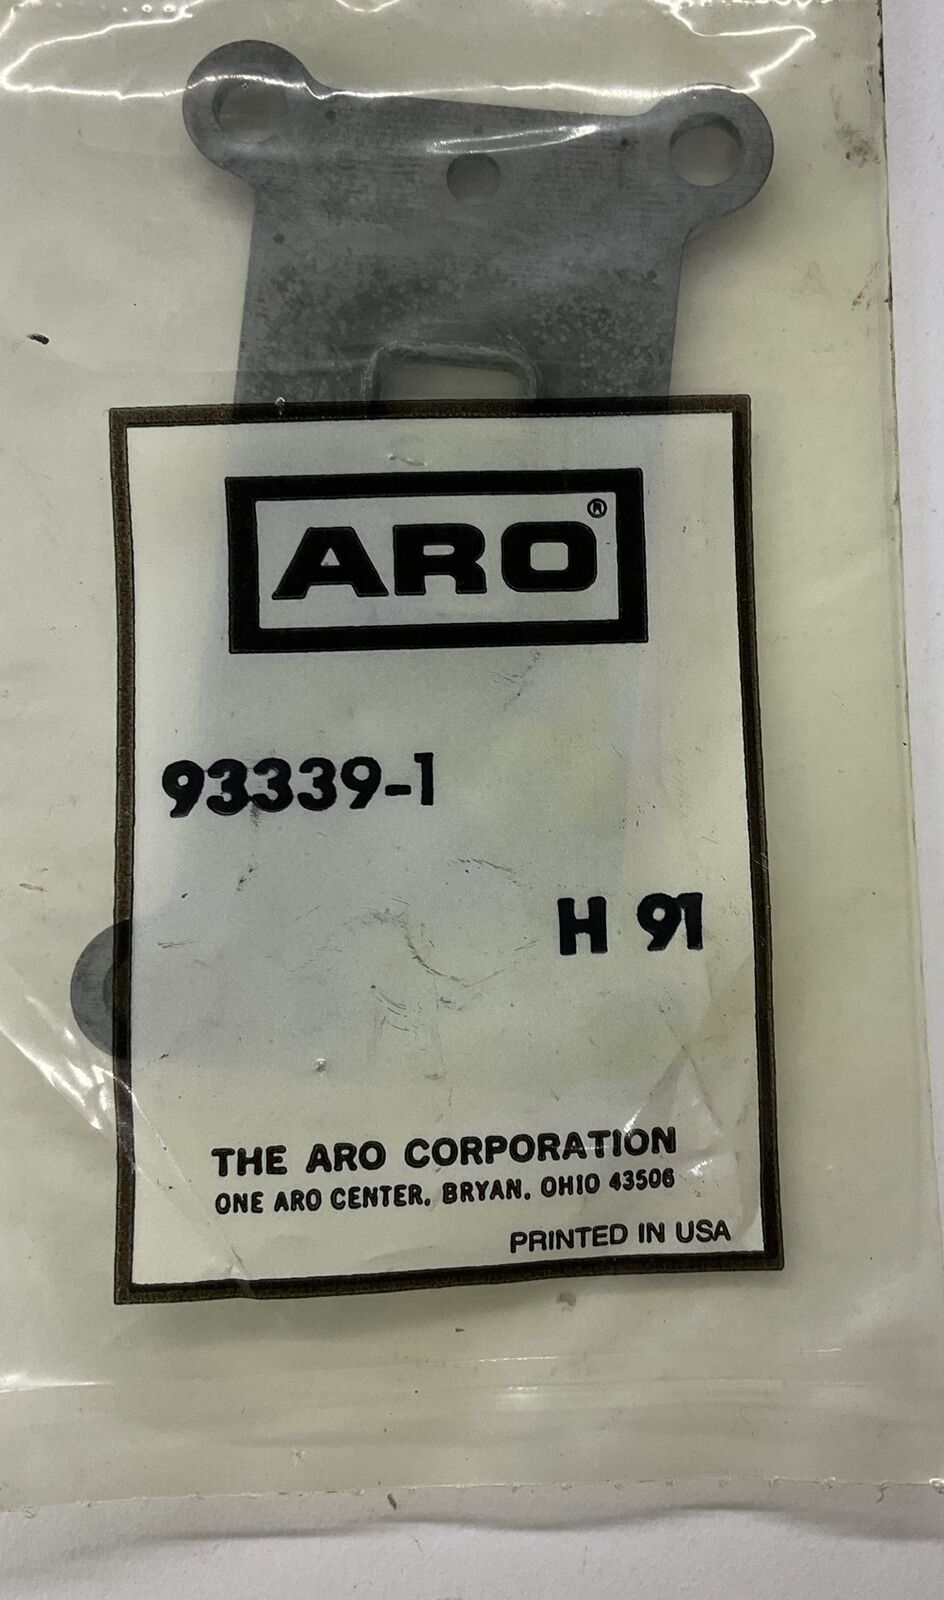 ARO®
93339-1
H 91
THE ARO CORPORATION
ONE ARO CENTER, BRYAN, OHIO 43506
PRINTED IN USA